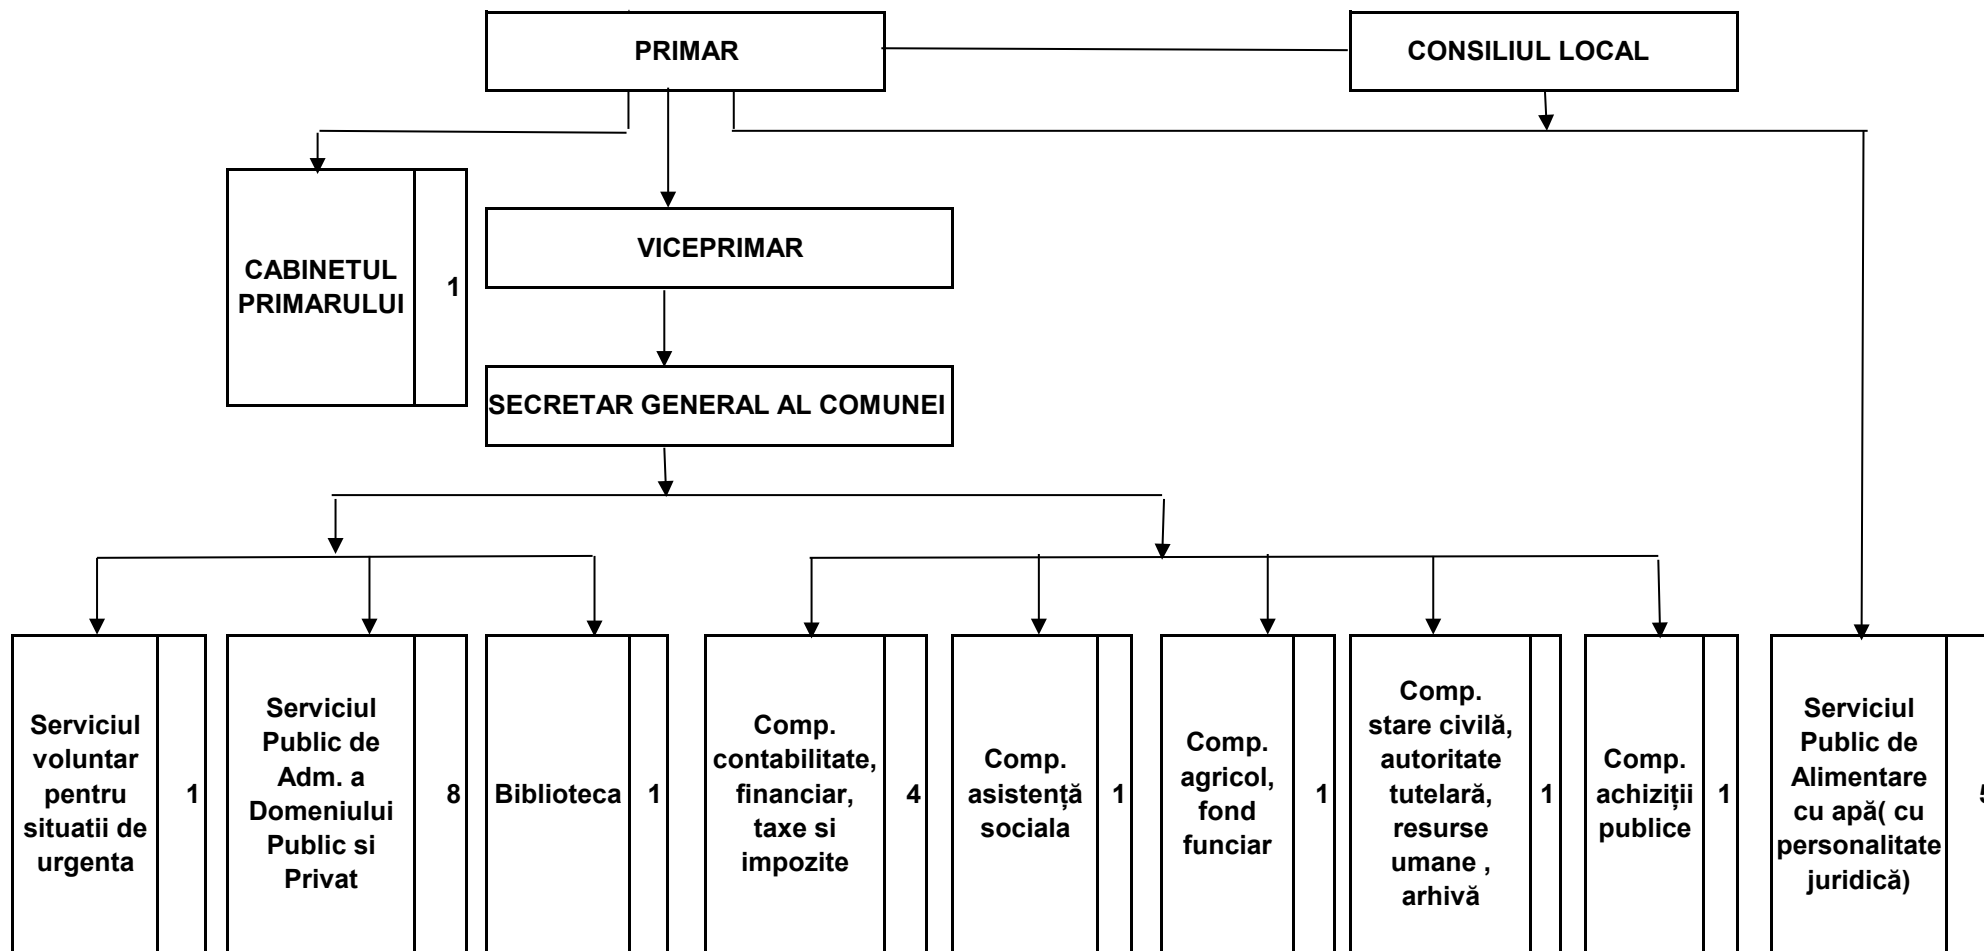 PRIMAR
CONSILIUL LOCAL
CABINETUL
PRIMARULUI
1
VICEPRIMAR
SECRETAR GENERAL AL COMUNEI
Serviciul
voluntar
pentru
situatii de
urgenta
1
Serviciul
Public de
Adm. a
Domeniului
Public si
Privat
8
Biblioteca
1
Comp.
contabilitate,
financiar,
taxe si
impozite
4
Comp.
asistență
sociala
1
Comp.
agricol,
fond
funciar
1
Comp.
stare civilă,
autoritate
tutelară,
resurse
umane ,
arhivă
1
Comp.
achiziții
publice
1
Serviciul
Public de
Alimentare
cu apă( cu
personalitate
juridică)
5